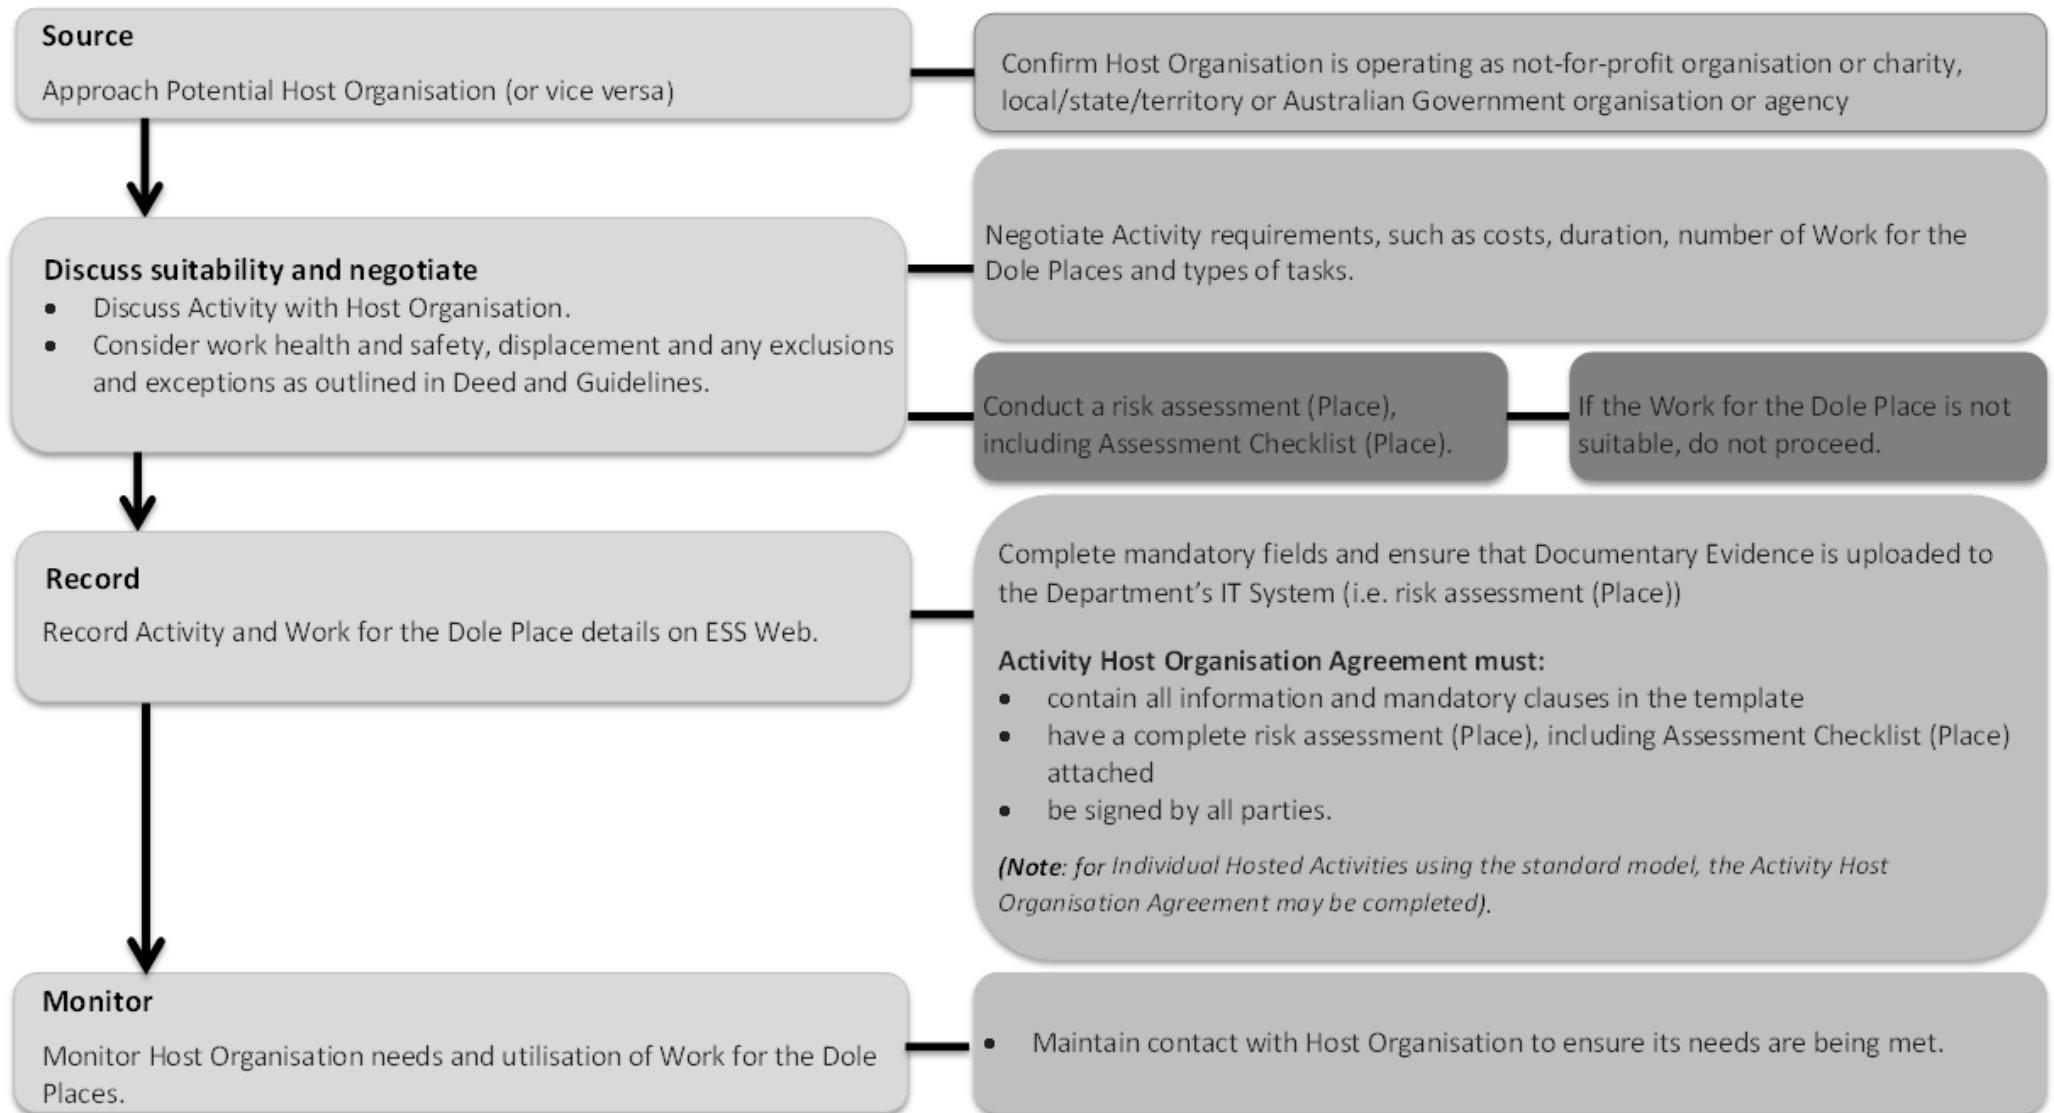 Source
Approach Potential Host Organisation (or vice versa)
Confirm Host Organisation is operating as not-for-profit organisation or charity,
local/state/territory or Australian Government organisation or agency
Discuss suitability and negotiate
• Discuss Activity with Host Organisation.
• Consider work health and safety, displacement and any exclusions
and exceptions as outlined in Deed and Guidelines.
Negotiate Activity requirements, such as costs, duration, number of Work for the
Dole Places and types of tasks.
Conduct a risk assessment (Place),
including Assessment Checklist (Place).
If the Work for the Dole Place is not
suitable, do not proceed.
Record
Record Activity and Work for the Dole Place details on ESS Web.
Complete mandatory fields and ensure that Documentary Evidence is uploaded to
the Department’s IT System (i.e. risk assessment (Place))
Activity Host Organisation Agreement must:
• contain all information and mandatory clauses in the template
• have a complete risk assessment (Place), including Assessment Checklist (Place)
attached
• be signed by all parties.
(Note: for Individual Hosted Activities using the standard model, the Activity Host
Organisation Agreement may be completed).
Monitor
Monitor Host Organisation needs and utilisation of Work for the Dole
Places.
• Maintain contact with Host Organisation to ensure its needs are being met.